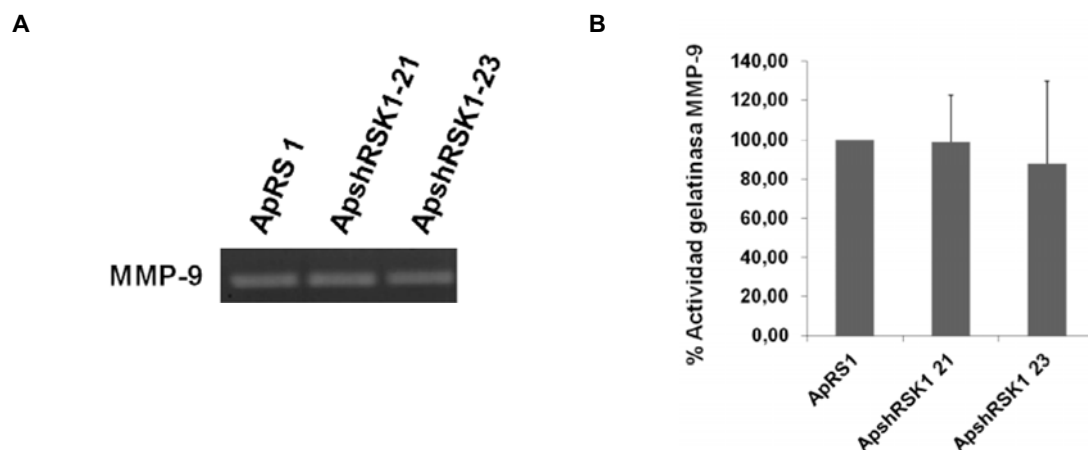 A
ApRS 1
ApshRSK1-21
ApshRSK1-23
MMP-9
B
% Actividad gelatinasa MMP-9
140,00
120,00
100,00
80,00
60,00
40,00
20,00
0,00
ApRS1
ApshRSK1 21
ApshRSK1 23